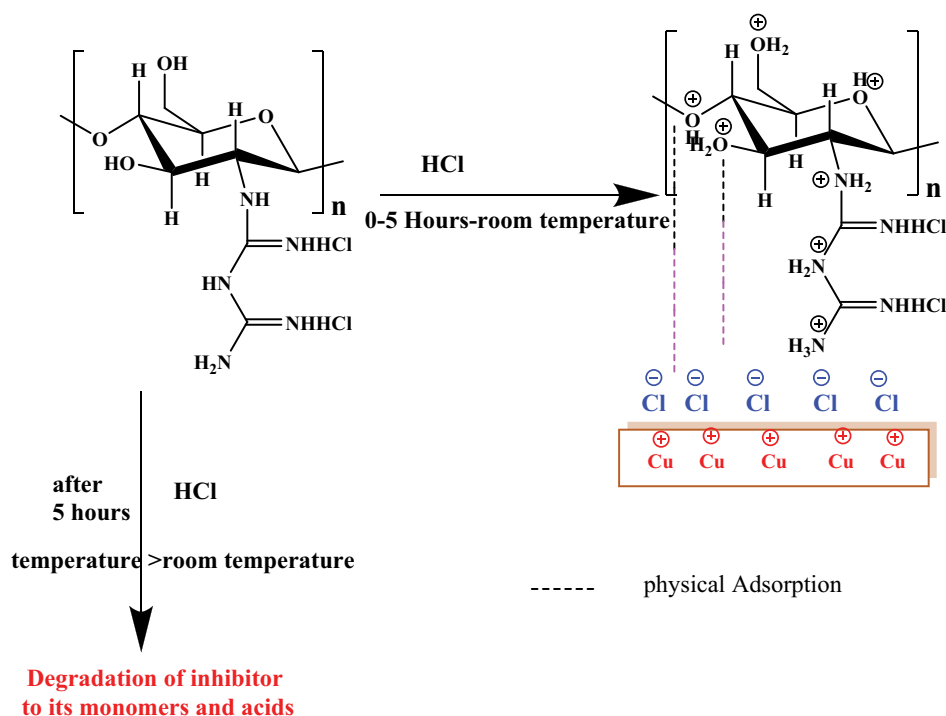 OH
H
H
O
O
HO
H
H
NH
n
NHHCl
HN
NHHCl
H2N
HCl
0-5 Hours-room temperature
⊕
OH2
H
H
H
⊕
O
⊕
O
H
⊕
H2O
H
H
⊕ NH2
n
NHHCl
⊕
H2N
NHHCl
⊕
H3N
⊖ ⊖ ⊖ ⊖ ⊖
Cl Cl Cl Cl Cl
⊕ ⊕ ⊕ ⊕ ⊕
Cu Cu Cu Cu Cu
after
5 hours
HCl
temperature >room temperature
physical Adsorption
Degradation of inhibitor
to its monomers and acids